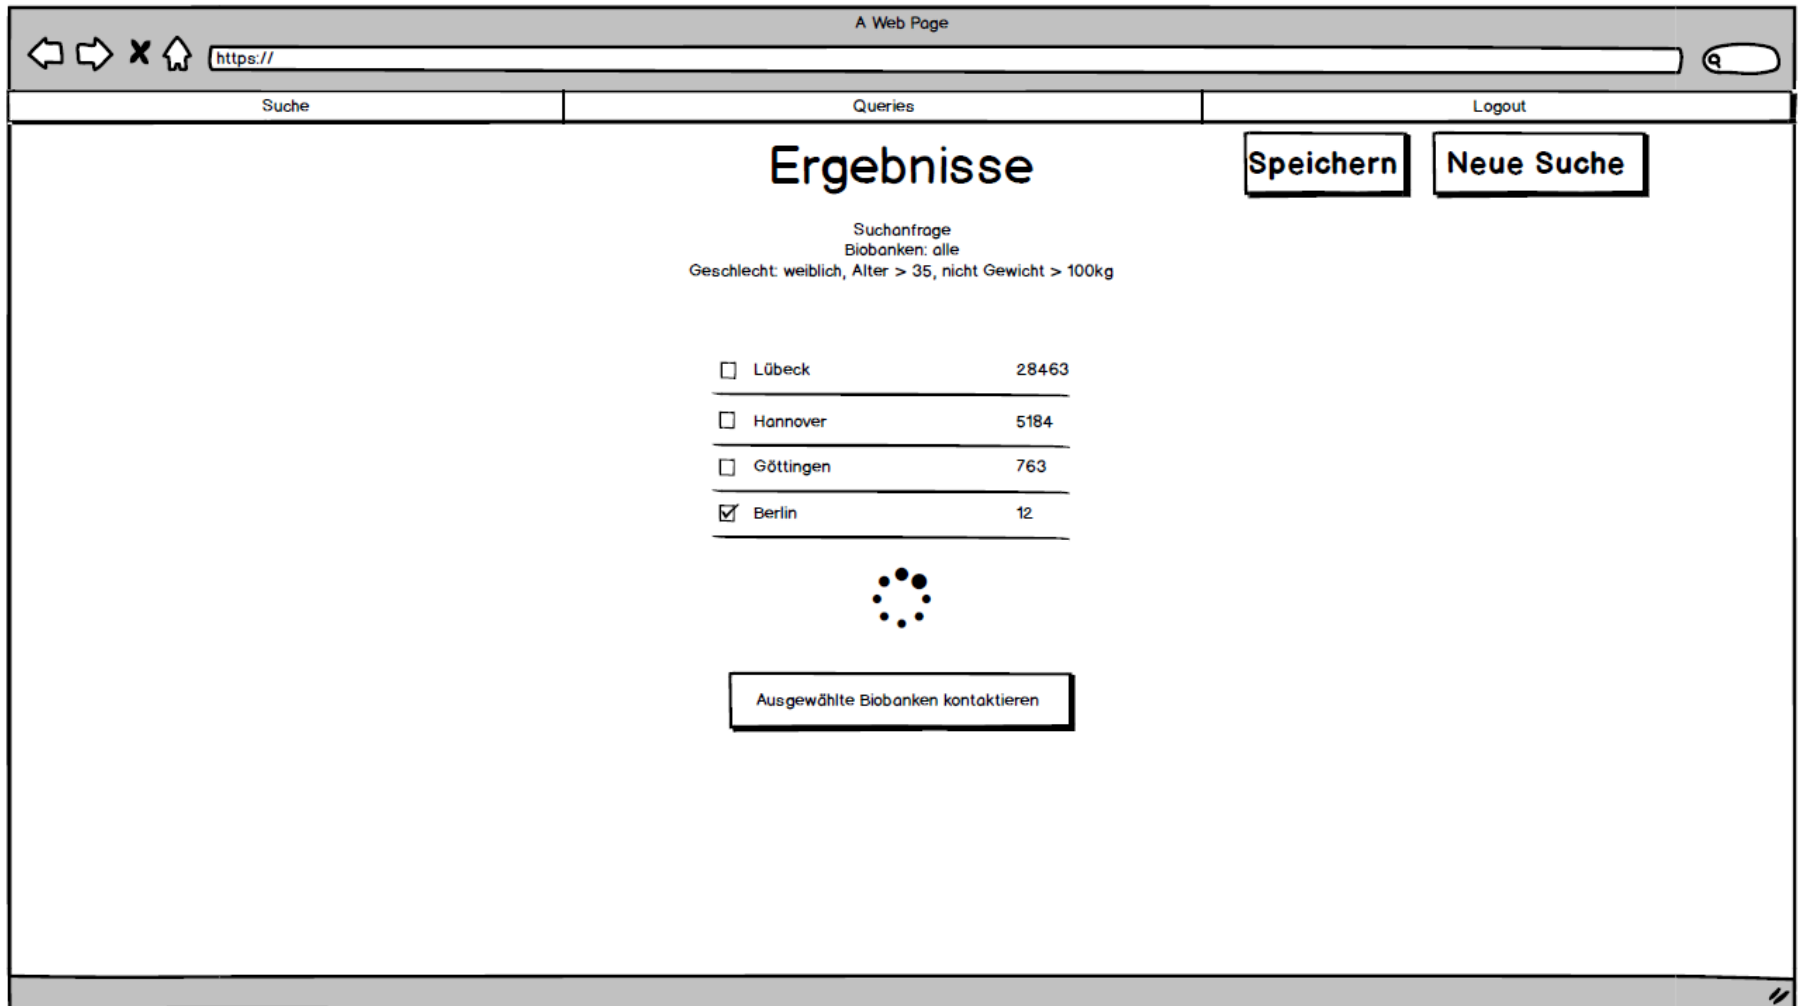 A Web Page
https://
Suche Queries Logout
Ergebnisse
Speichern
Neue Suche
Suchanfrage
Biobanken: alle
Geschlecht: weiblich, Alter > 35, nicht Gewicht > 100kg
Lübeck 28463
Hannover 5184
Göttingen 763
Berlin 12
Ausgewählte Biobanken kontaktieren